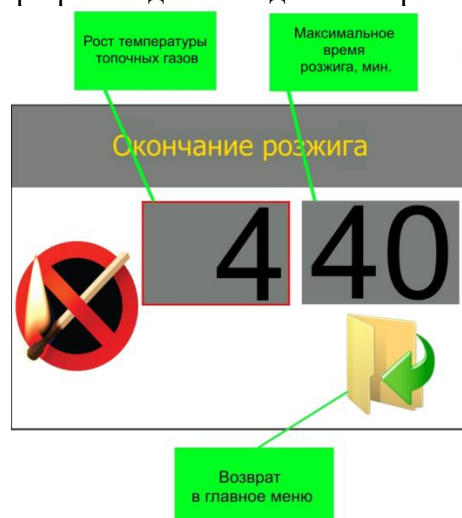 Рост температуры
топочных газов
Максимальное
время
розжига, мин.
Окончание розжига
4 40
Возврат
в главное меню